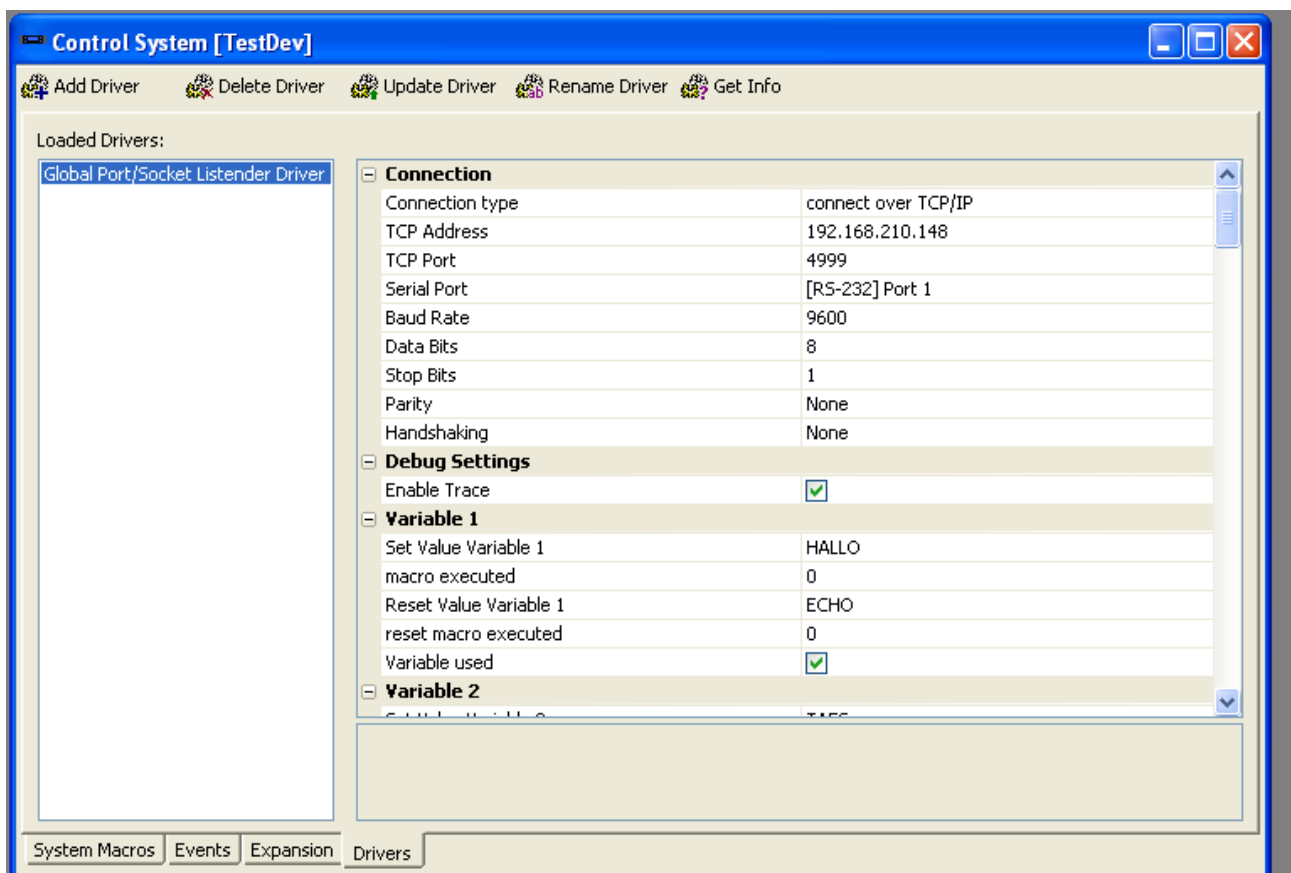 Control System [TestDev]
Add Driver Delete Driver Update Driver Rename Driver Get Info
Loaded Drivers:
Global Port/Socket Listender Driver
Connection
Connection type connect over TCP/IP
TCP Address 192.168.210.148
TCP Port 4999
Serial Port [RS-232] Port 1
Baud Rate 9600
Data Bits 8
Stop Bits 1
Parity None
Handshaking None
Debug Settings
Enable Trace
Variable 1
Set Value Variable 1 HALLO
macro executed 0
Reset Value Variable 1 ECHO
reset macro executed 0
Variable used
Variable 2
System Macros Events Expansion Drivers